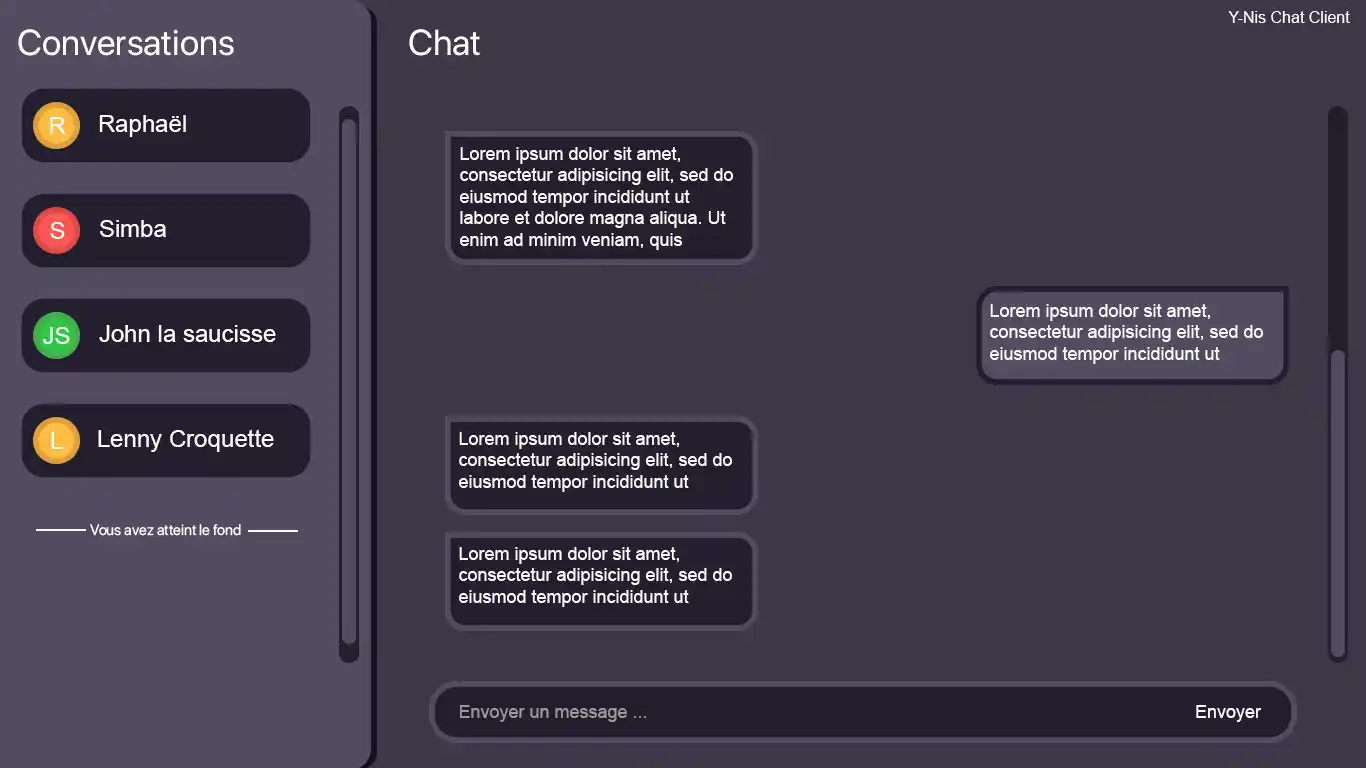 Y-Nis Chat Client
Conversations
R
Raphaël
S
Simba
JS
John la saucisse
L
Lenny Croquette
Vous avez atteint le fond
Chat
Lorem ipsum dolor sit amet,
consectetur adipisicing elit, sed do
eiusmod tempor incididunt ut
labore et dolore magna aliqua. Ut
enim ad minim veniam, quis
Lorem ipsum dolor sit amet,
consectetur adipisicing elit, sed do
eiusmod tempor incididunt ut
Lorem ipsum dolor sit amet,
consectetur adipisicing elit, sed do
eiusmod tempor incididunt ut
Lorem ipsum dolor sit amet,
consectetur adipisicing elit, sed do
eiusmod tempor incididunt ut
Envoyer un message ...
Envoyer